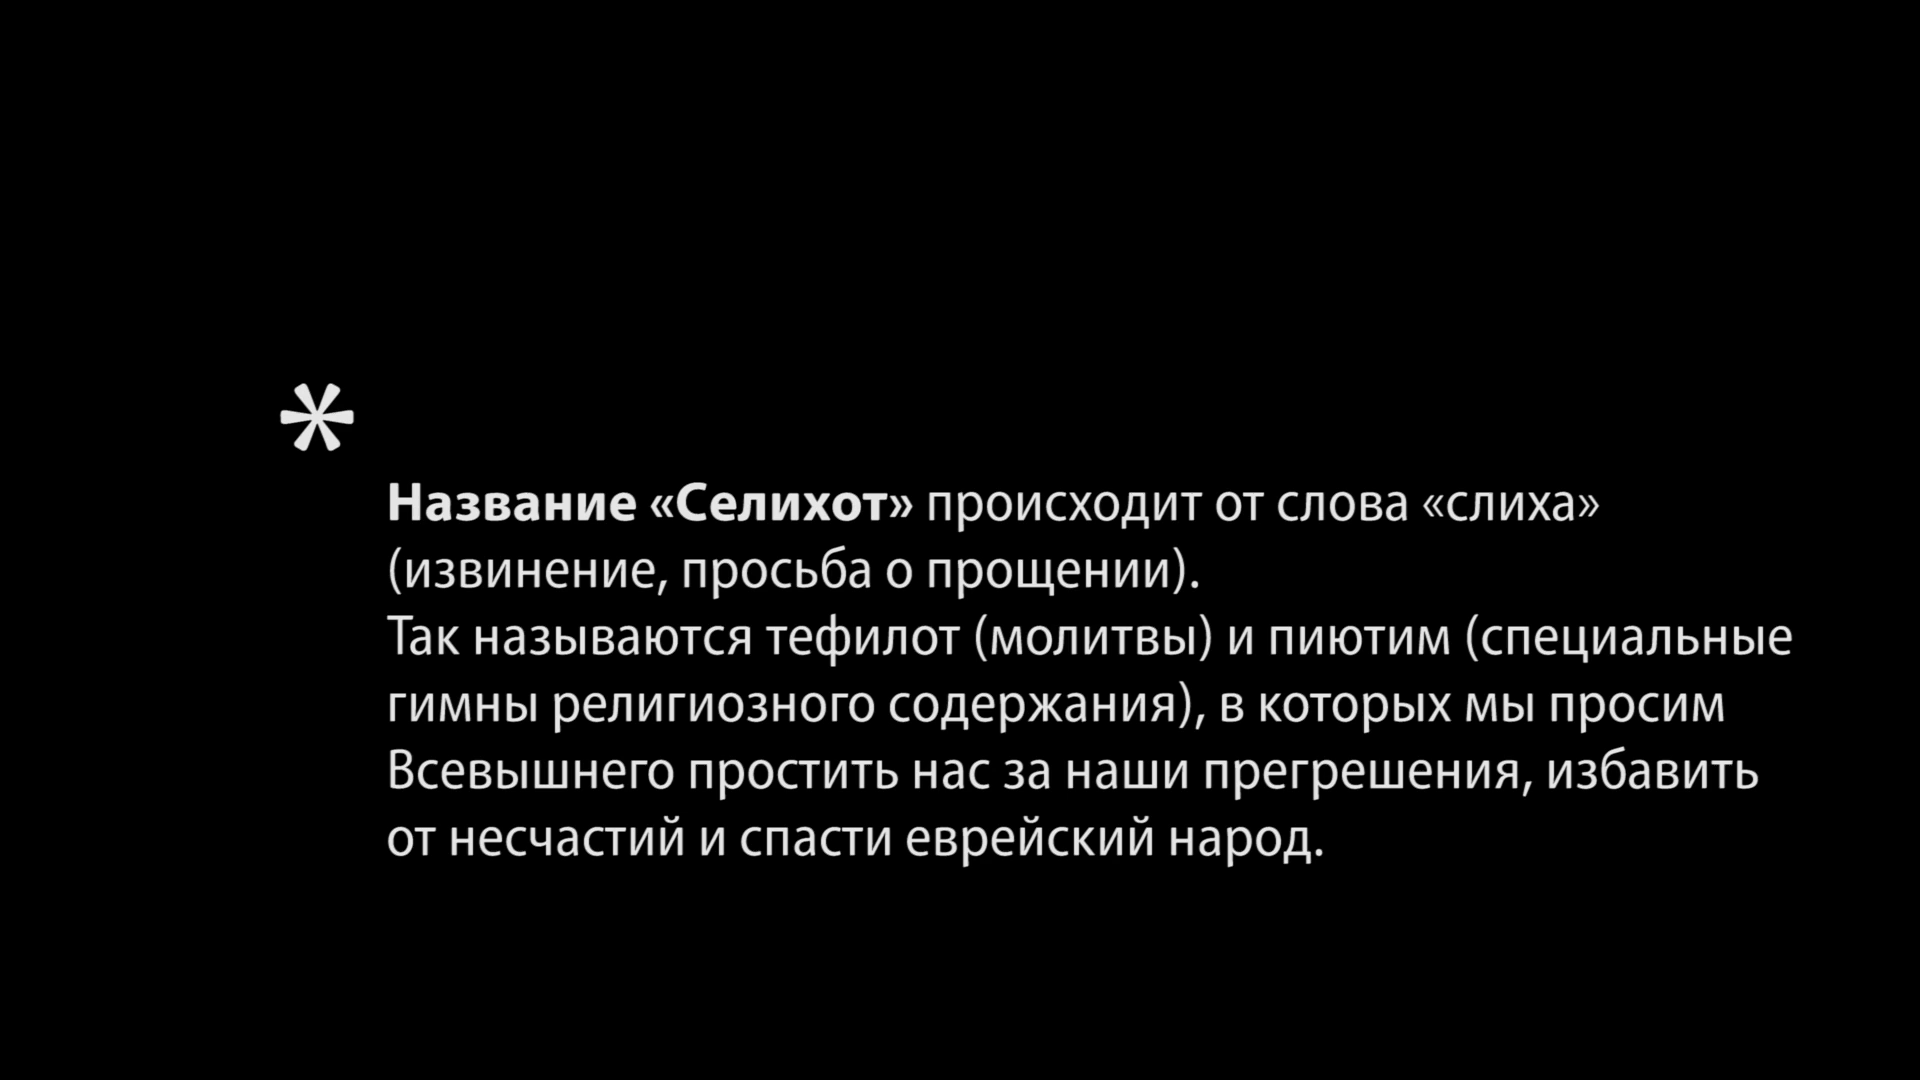 *
Название «Селихот» происходит от слова «слиха»
(извинение, просьба о прощении).
Так называются тефилот (молитвы) и пиютим (специальные
гимны религиозного содержания), в которых мы просим
Всевышнего простить нас за наши прегрешения, избавить
от несчастий и спасти еврейский народ.